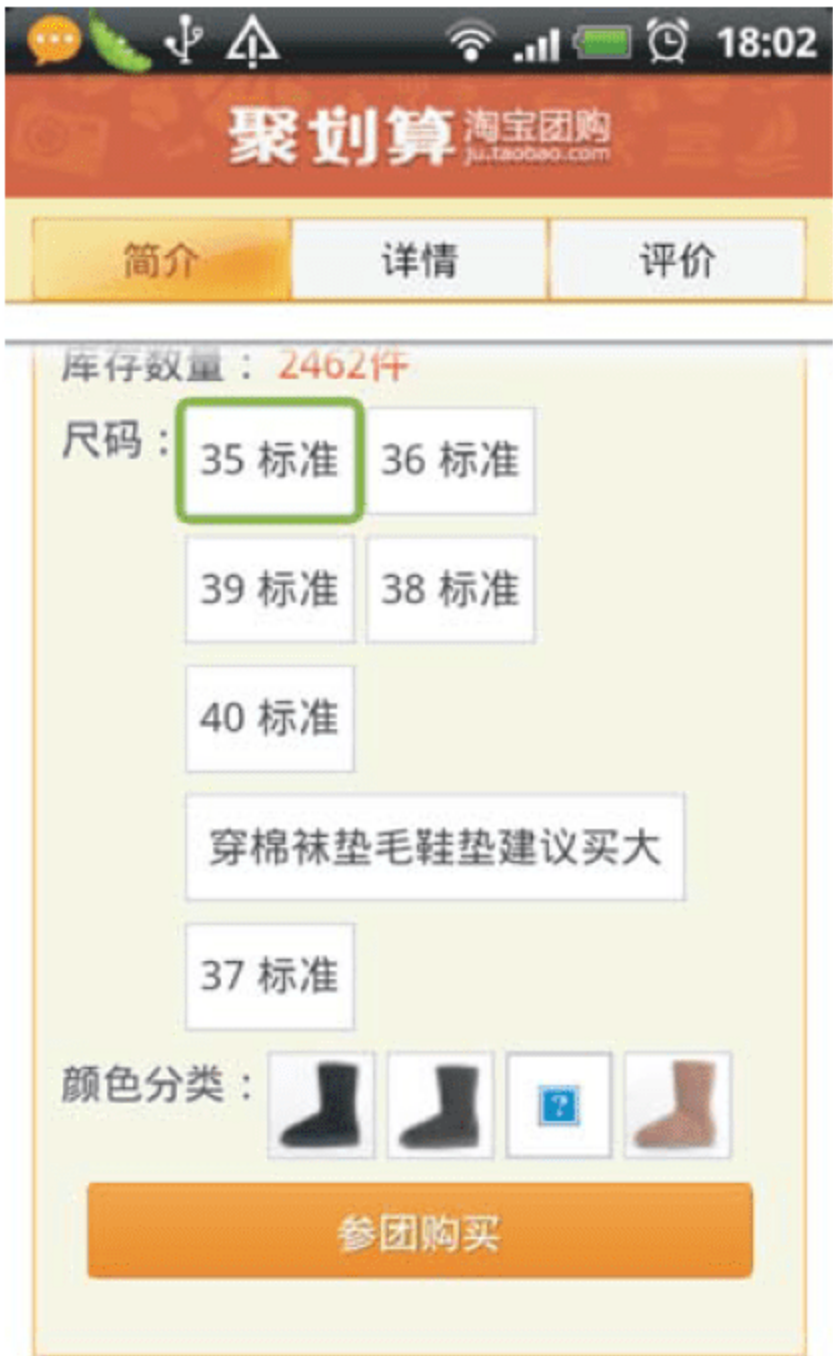 18:02
聚划算 淘宝团购
ju.taobao.com
简介 详情 评价
库存数量： 2462件
尺码： 35 标准 36 标准
39 标准 38 标准
40 标准
穿棉袜垫毛鞋垫建议买大
37 标准
颜色分类： ?
参团购买